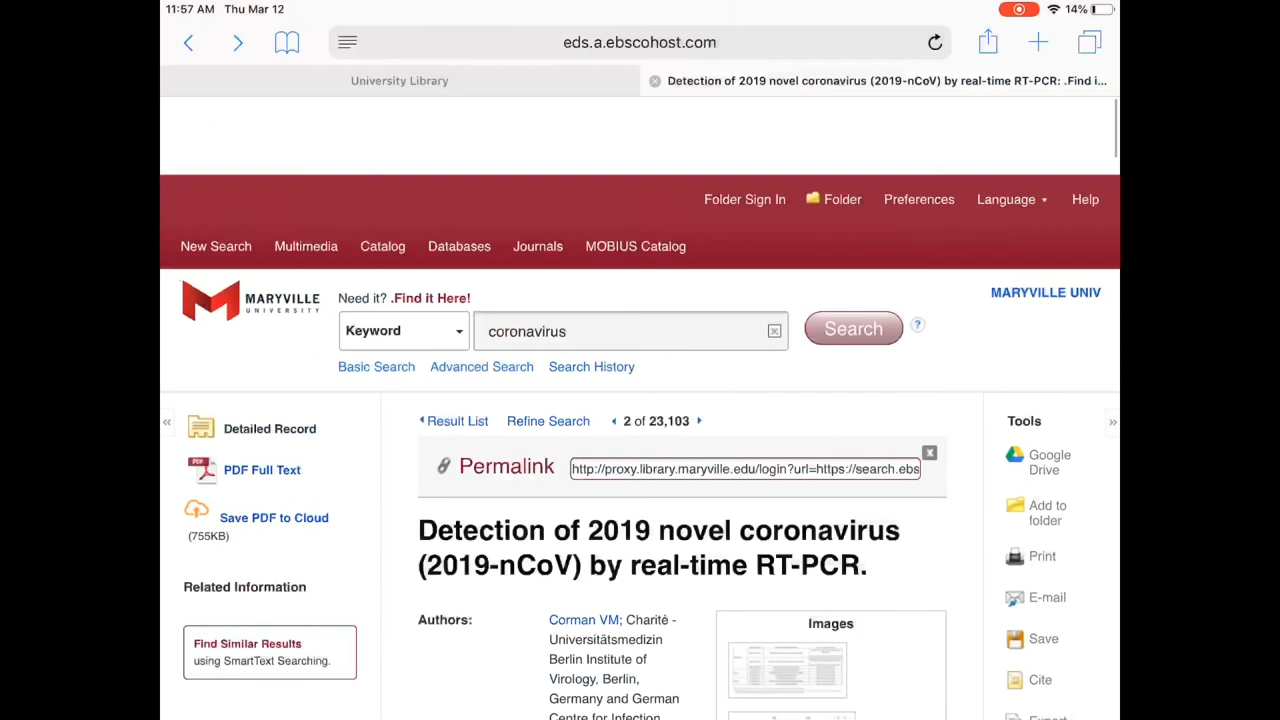 11:57 AM Thu Mar 12
14%
eds.a.ebscohost.com
University Library
Detection of 2019 novel coronavirus (2019-nCoV) by real-time RT-PCR: .Find i...
Folder Sign In Folder Preferences Language Help
New Search Multimedia Catalog Databases Journals MOBIUS Catalog
MARYVILLE
UNIVERSITY
Need it? .Find it Here!
MARYVILLE UNIV
Keyword
coronavirus
Search
?
Basic Search Advanced Search Search History
«
Detailed Record
PDF
PDF Full Text
Save PDF to Cloud
(755KB)
Related Information
Find Similar Results
using SmartText Searching.
Result List Refine Search 2 of 23,103
Permalink
http://proxy.library.maryville.edu/login?url=https://search.ebs
Detection of 2019 novel coronavirus
(2019-nCoV) by real-time RT-PCR.
Authors:
Corman VM; Charité -
Universitätsmedizin
Berlin Institute of
Virology, Berlin,
Germany and German
Centre for Infection
Images
Tools
»
Google
Drive
Add to
folder
Print
E-mail
Save
Cite
Export